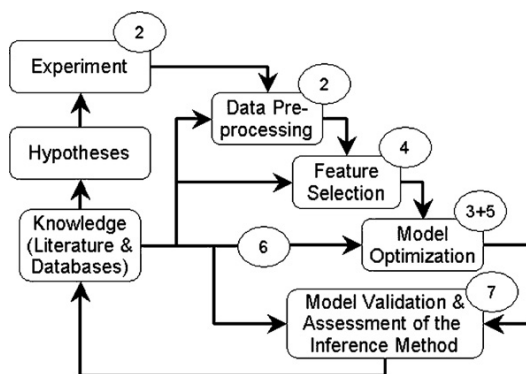 2
Experiment
2
Data Pre-
processing
Hypotheses
4
Feature
Selection
Knowledge
(Literature &
Databases)
3+5
6
Model
Optimization
7
Model Validation &
Assessment of the
Inference Method